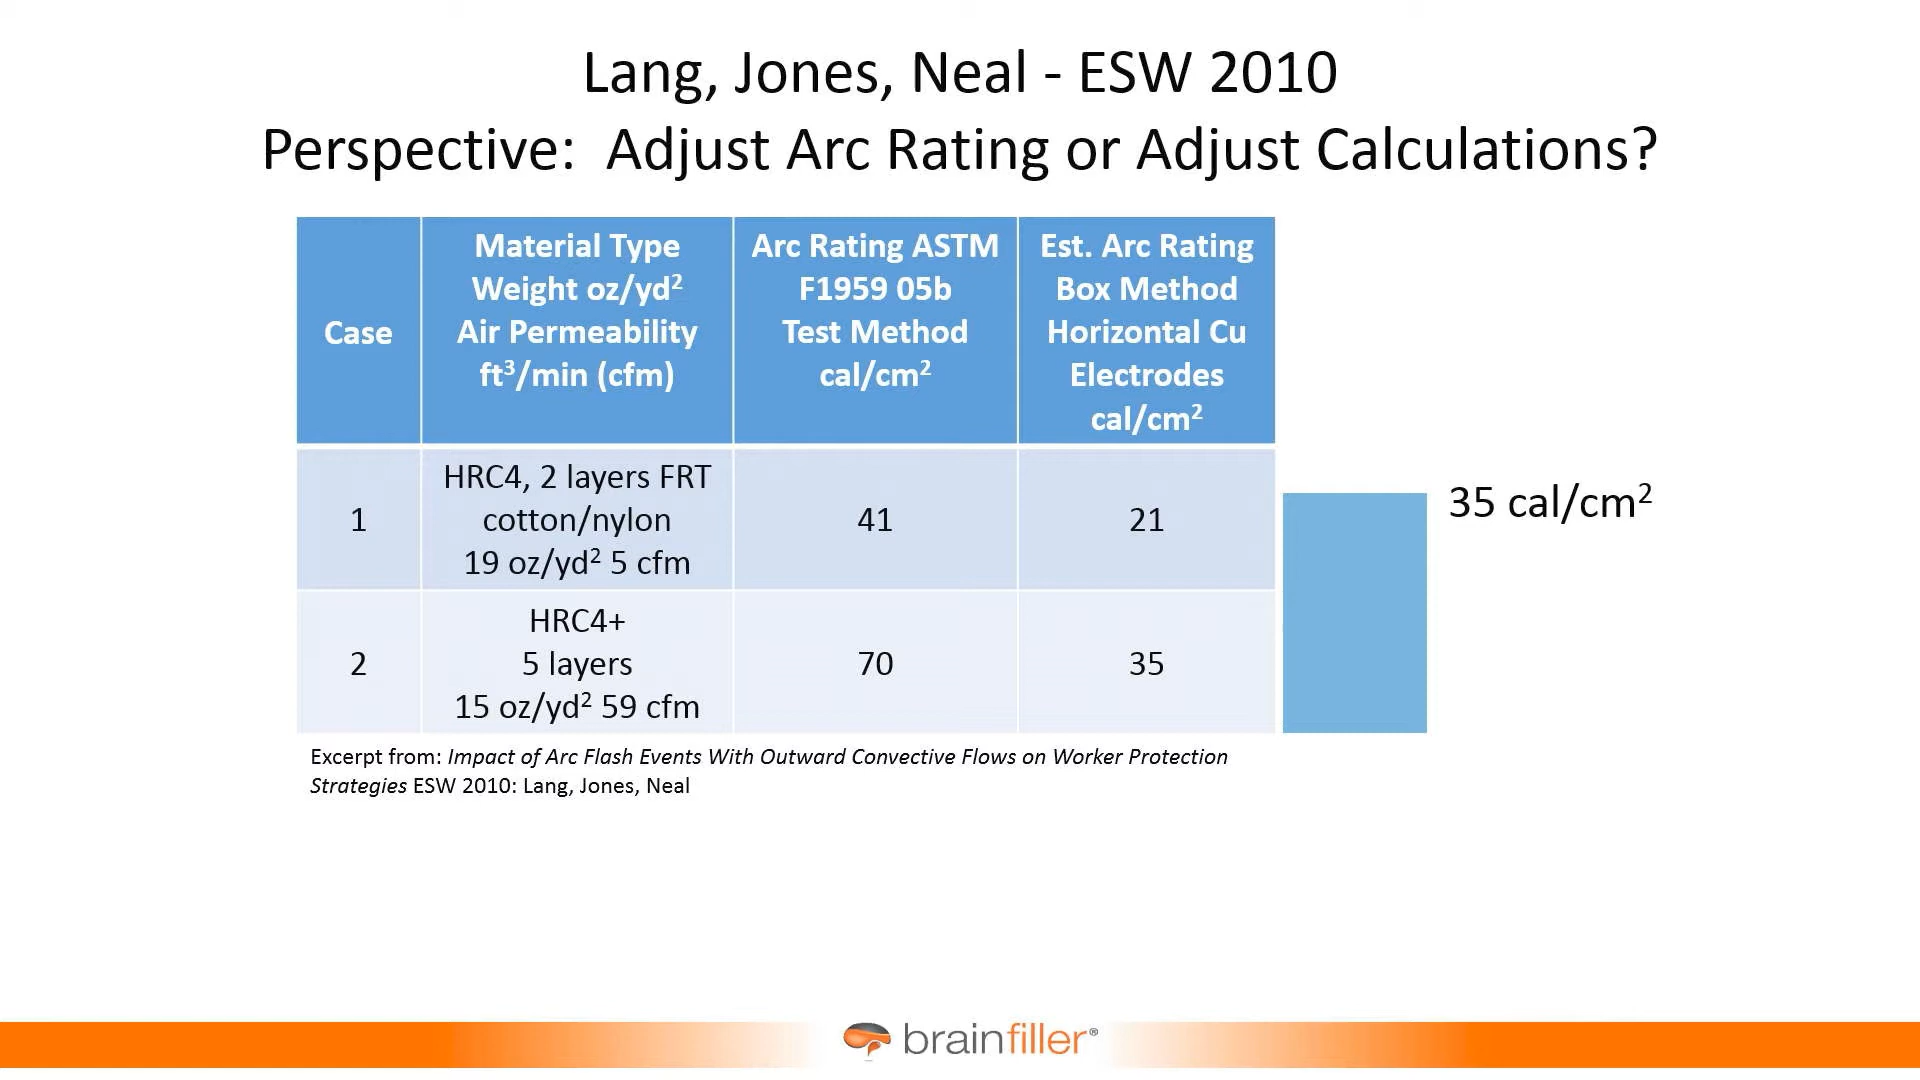 Lang, Jones, Neal - ESW 2010
Perspective:  Adjust Arc Rating or Adjust Calculations?
Case
Material Type
Weight oz/yd²
Air Permeability
ft³/min (cfm)
Arc Rating ASTM
F1959 05b
Test Method
cal/cm²
Est. Arc Rating
Box Method
Horizontal Cu
Electrodes
cal/cm²
1
HRC4, 2 layers FRT
cotton/nylon
19 oz/yd² 5 cfm
41
21
2
HRC4+
5 layers
15 oz/yd² 59 cfm
70
35
35 cal/cm²
Excerpt from: Impact of Arc Flash Events With Outward Convective Flows on Worker Protection
Strategies ESW 2010: Lang, Jones, Neal
brainfiller®